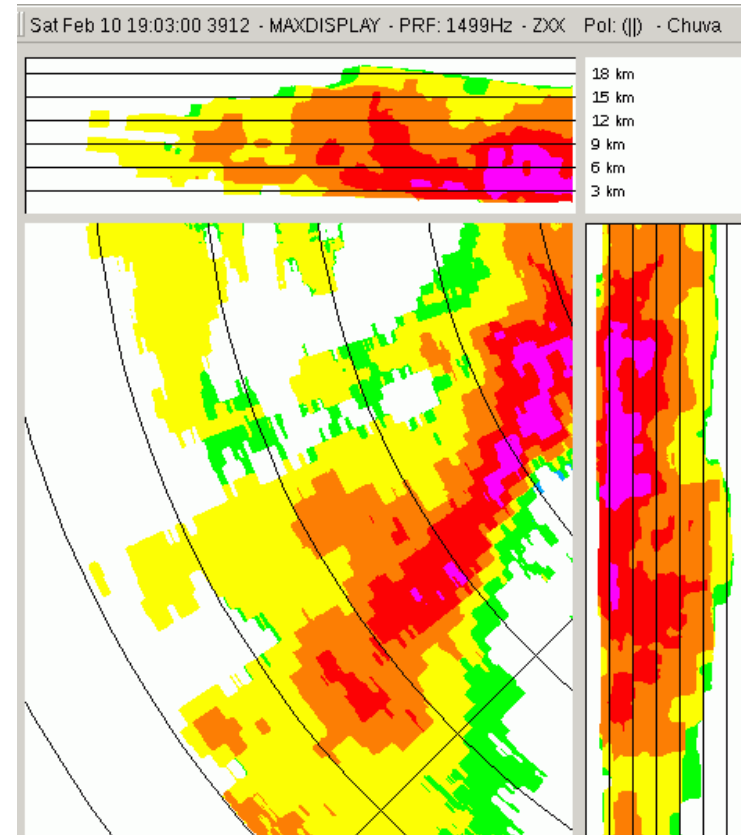 Sat Feb 10 19:03:00 3912 - MAXDISPLAY - PRF: 1499Hz - ZXX Pol: (||) - Chuva
18 km
15 km
12 km
9 km
6 km
3 km